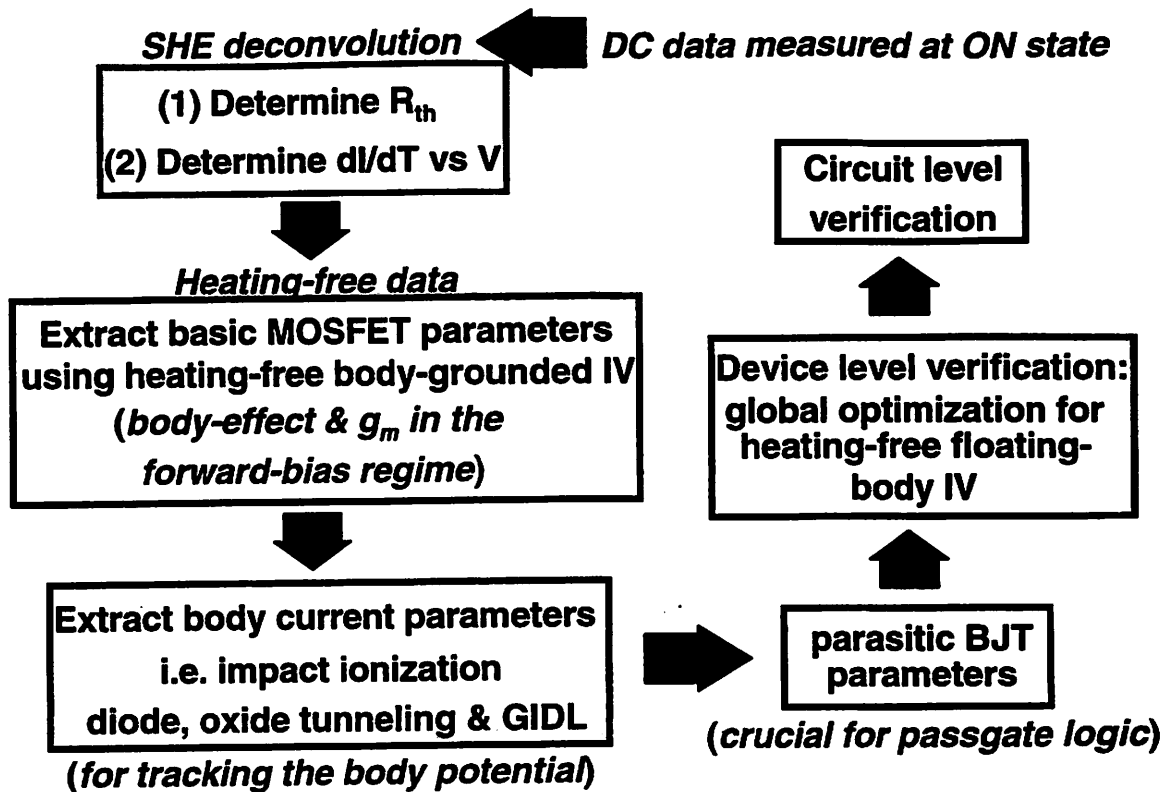 SHE deconvolution
DC data measured at ON state
(1) Determine Rth
(2) Determine dI/dT vs V
Heating-free data
Extract basic MOSFET parameters
using heating-free body-grounded IV
(body-effect & gm in the
forward-bias regime)
Extract body current parameters
i.e. impact ionization
diode, oxide tunneling & GIDL
(for tracking the body potential)
parasitic BJT
parameters
(crucial for passgate logic)
Device level verification:
global optimization for
heating-free floating-
body IV
Circuit level
verification